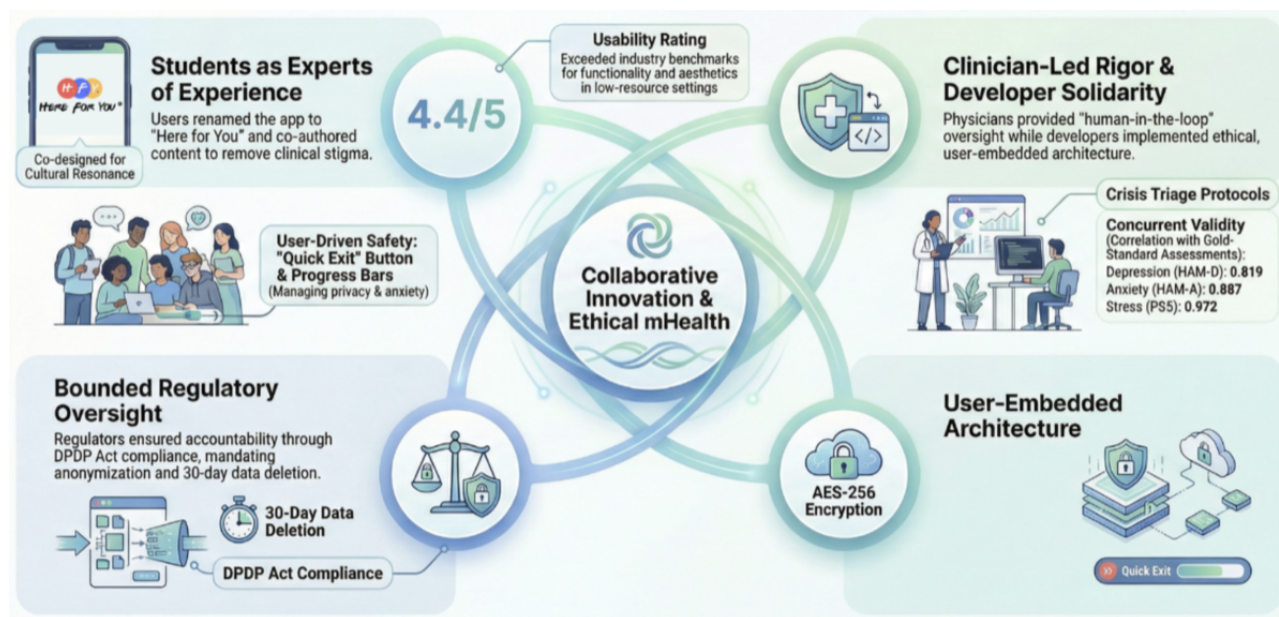 H F Y
HERE FOR YOU
Co-designed for
Cultural Resonance
Students as Experts
of Experience
Users renamed the app to
"Here for You" and co-authored
content to remove clinical stigma.
4.4/5
Usability Rating
Exceeded industry benchmarks
for functionality and aesthetics
in low-resource settings
Clinician-Led Rigor &
Developer Solidarity
Physicians provided "human-in-the-loop"
oversight while developers implemented ethical,
user-embedded architecture.
User-Driven Safety:
"Quick Exit" Button
& Progress Bars
(Managing privacy & anxiety)
Collaborative
Innovation &
Ethical mHealth
Crisis Triage Protocols
Concurrent Validity
(Correlation with Gold-
Standard Assessments):
Depression (HAM-D): 0.819
Anxiety (HAM-A): 0.887
Stress (PS5): 0.972
Bounded Regulatory
Oversight
Regulators ensured accountability through
DPDP Act compliance, mandating
anonymization and 30-day data deletion.
30-Day Data
Deletion
DPDP Act Compliance
AES-256
Encryption
User-Embedded
Architecture
Quick Exit